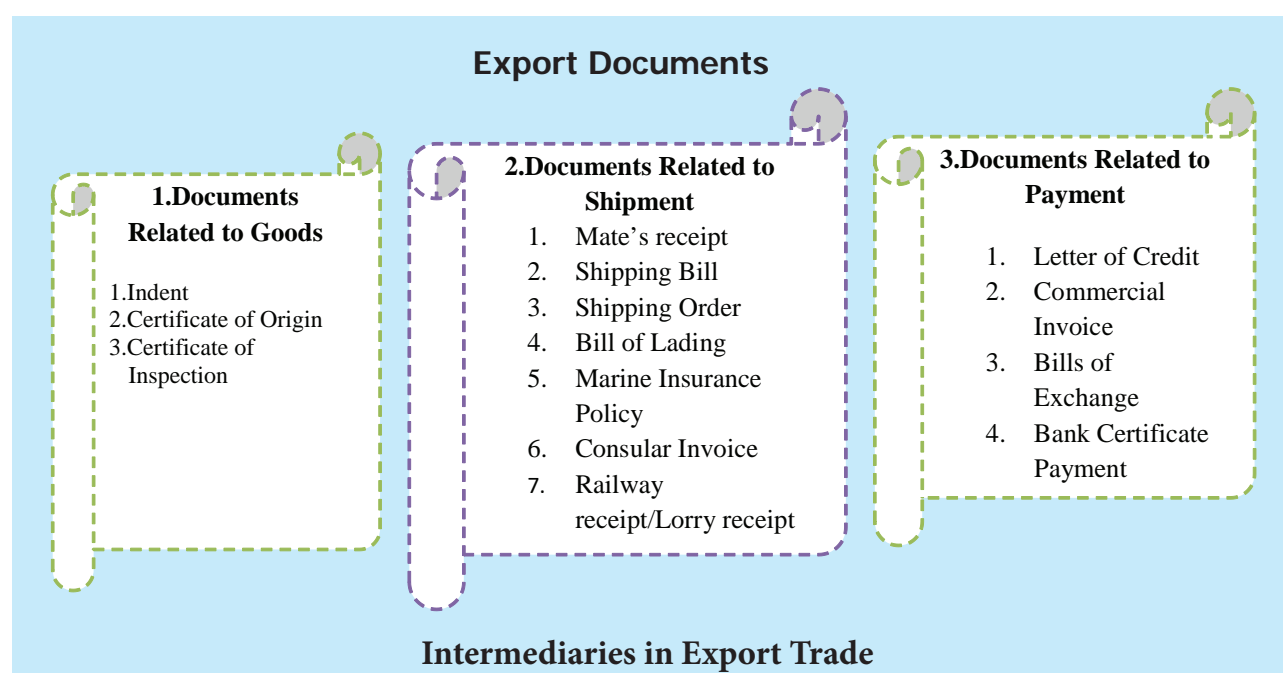 Export Documents
1.Documents
Related to Goods
1.Indent
2.Certificate of Origin
3.Certificate of
Inspection
2.Documents Related to
Shipment
1. Mate’s receipt
2. Shipping Bill
3. Shipping Order
4. Bill of Lading
5. Marine Insurance
Policy
6. Consular Invoice
7. Railway
receipt/Lorry receipt
3.Documents Related to
Payment
1. Letter of Credit
2. Commercial
Invoice
3. Bills of
Exchange
4. Bank Certificate
Payment
Intermediaries in Export Trade